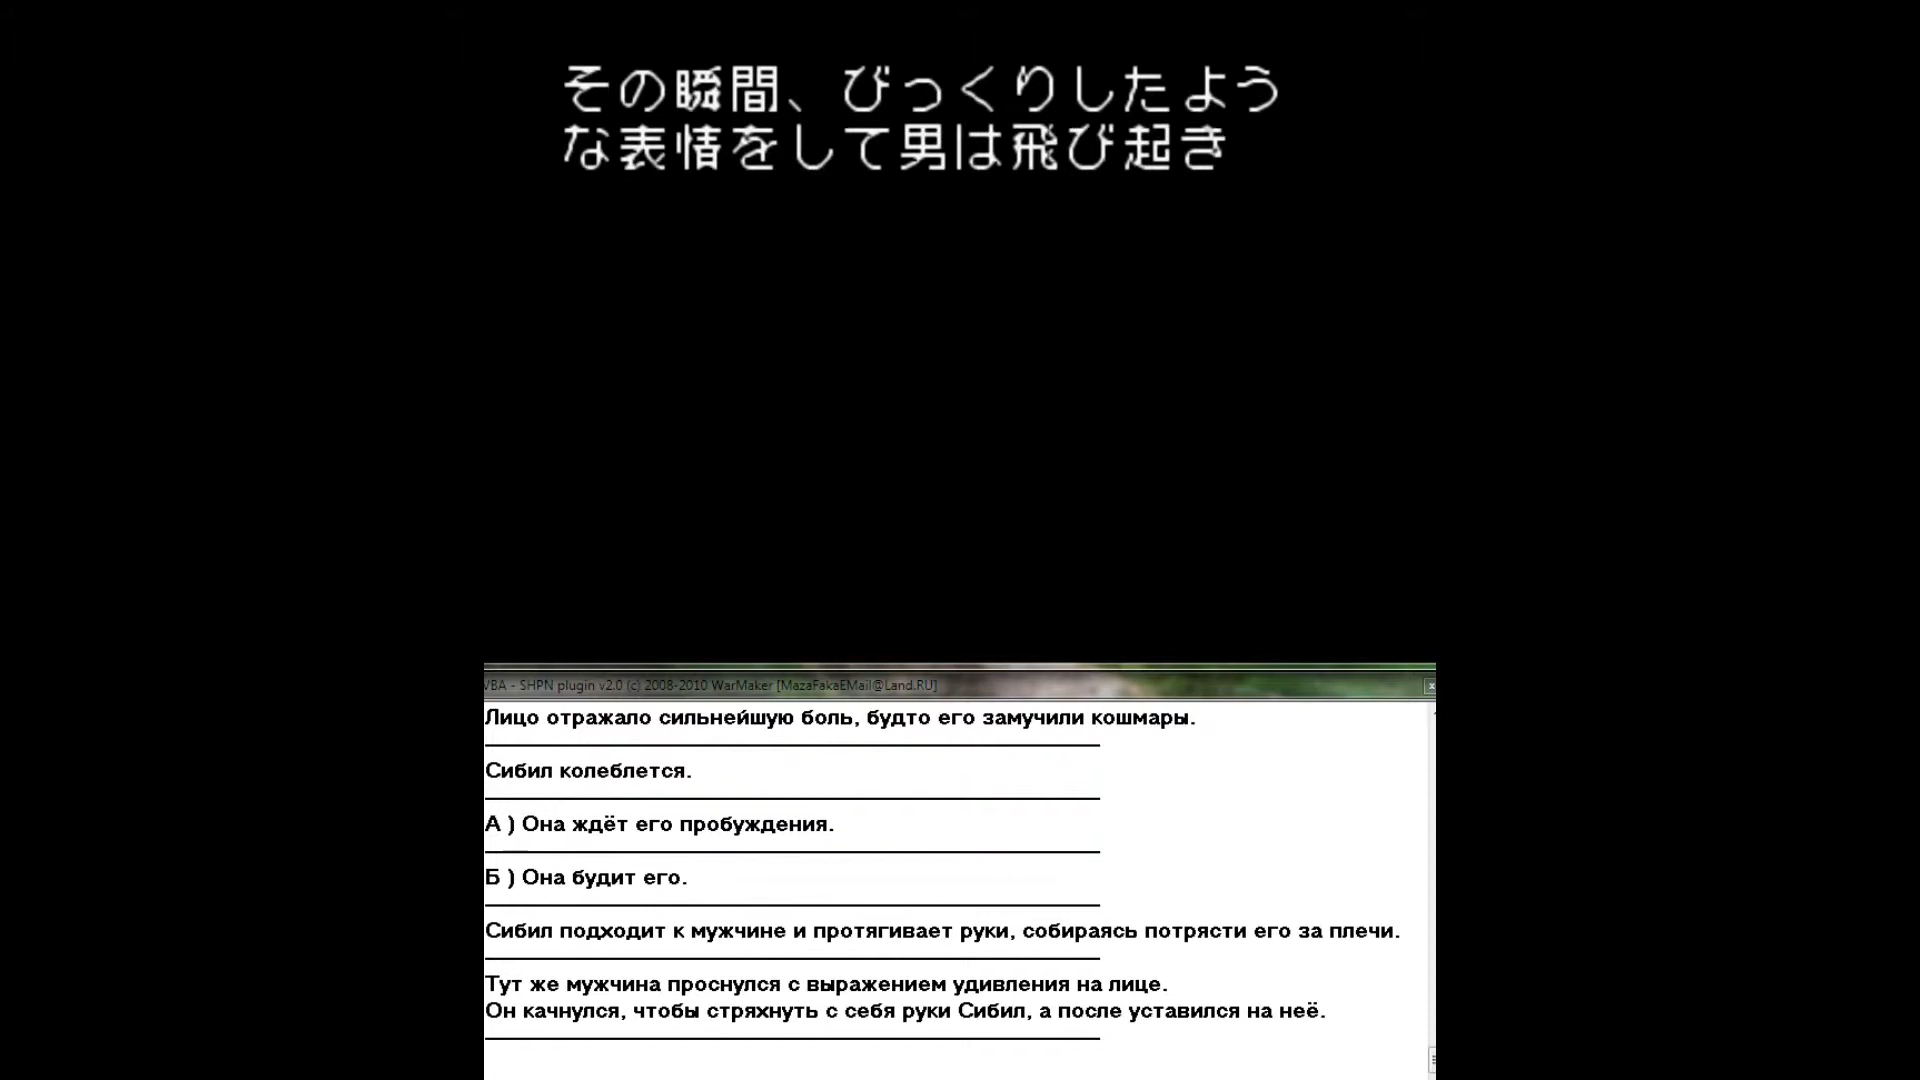 その瞬間、びっくりしたよう
な表情をして男は飛び起き
VBA - SHPN plugin v2.0 (c) 2008-2010 WarMaker [MazaFakaEMail@Land.RU]
Лицо отражало сильнейшую боль, будто его замучили кошмары.
Сибил колеблется.
А ) Она ждёт его пробуждения.
Б ) Она будит его.
Сибил подходит к мужчине и протягивает руки, собираясь потрясти его за плечи.
Тут же мужчина проснулся с выражением удивления на лице.
Он качнулся, чтобы стряхнуть с себя руки Сибил, а после уставился на неё.